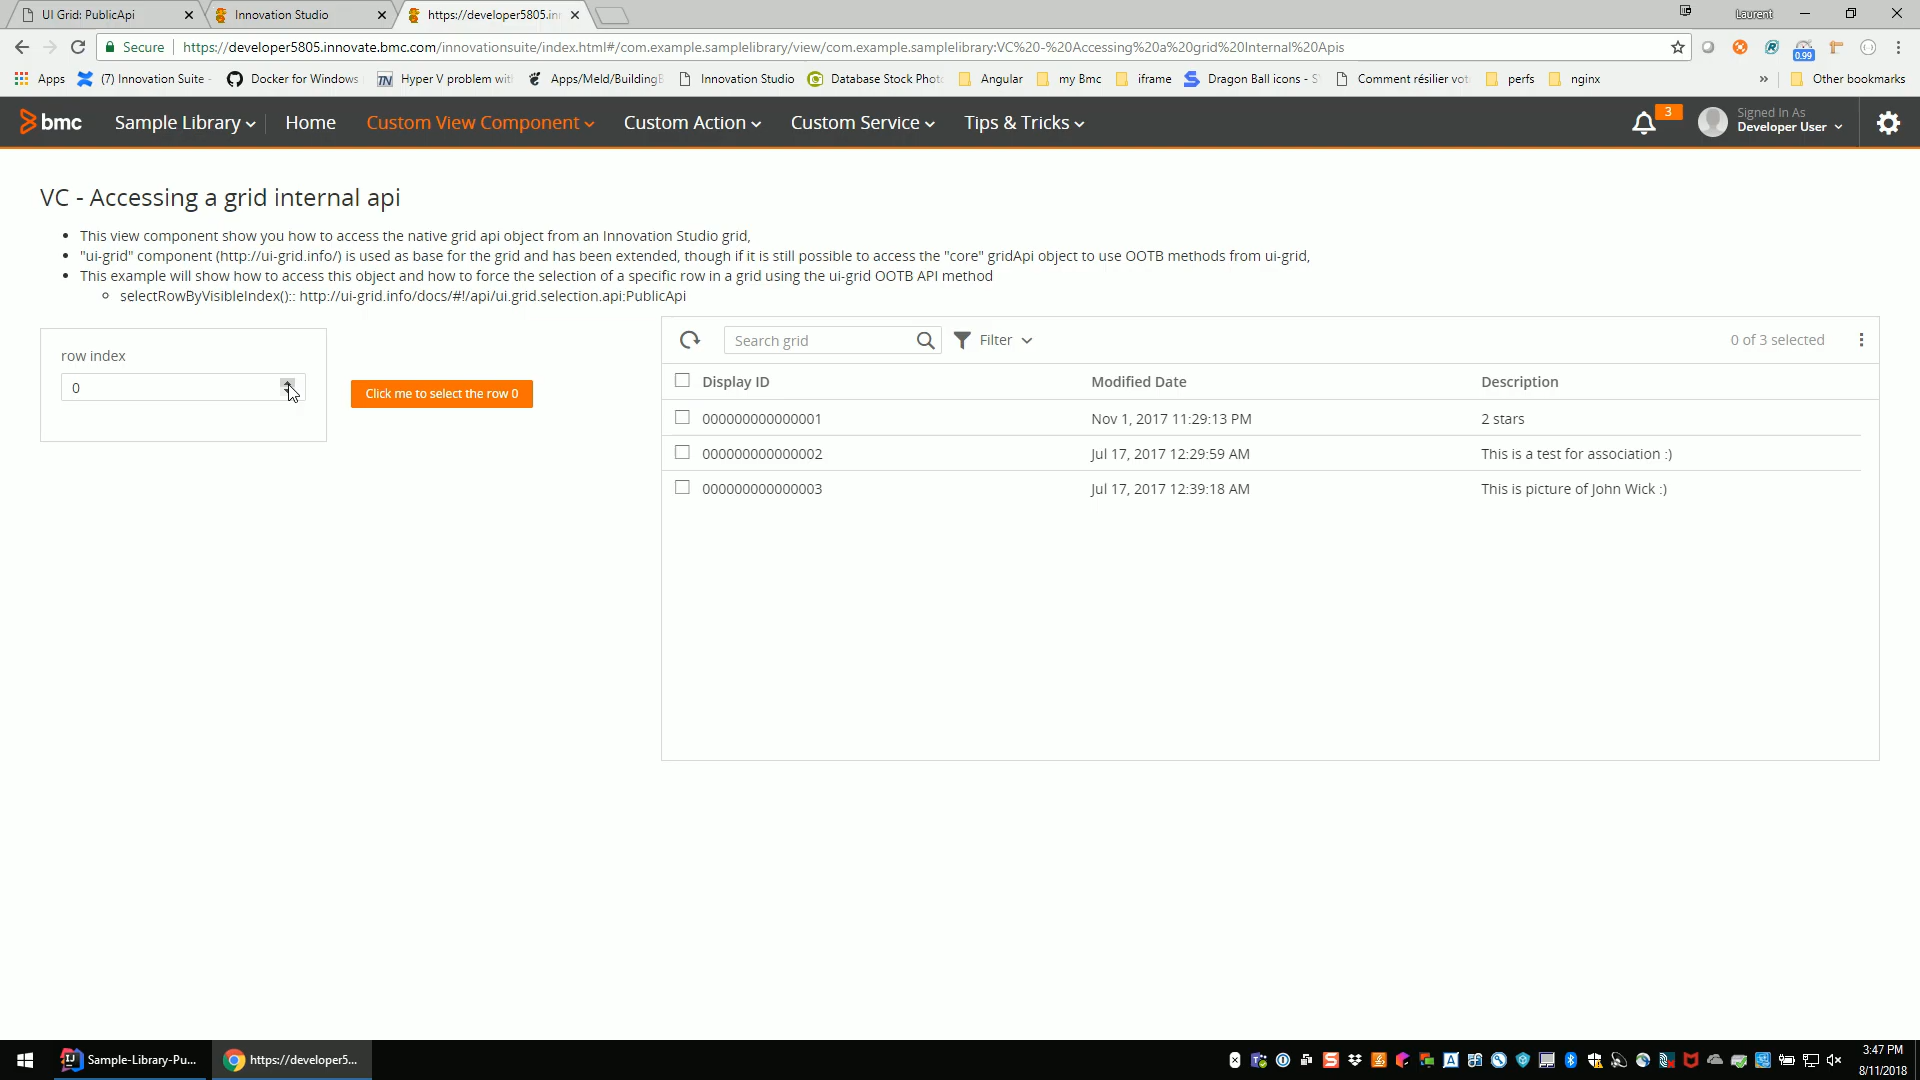 UI Grid: PublicApi
Innovation Studio
https://developer5805.inn
Laurent
Secure
https://developer5805.innovate.bmc.com/innovationsuite/index.html#/com.example.samplelibrary/view/com.example.samplelibrary:VC%20-%20Accessing%20a%20grid%20Internal%20Apis
0.99
Apps
(7) Innovation Suite -
Docker for Windows
TN
Hyper V problem wit
Apps/Meld/Building
Innovation Studio
Database Stock Phot
Angular
my Bmc
iframe
Dragon Ball icons - S
Comment résilier vot
perfs
nginx
»
Other bookmarks
bmc
Sample Library
Home
Custom View Component
Custom Action
Custom Service
Tips & Tricks
3
Signed In As
Developer User
VC - Accessing a grid internal api
• This view component show you how to access the native grid api object from an Innovation Studio grid,
• "ui-grid" component (http://ui-grid.info/) is used as base for the grid and has been extended, though if it is still possible to access the "core" gridApi object to use OOTB methods from ui-grid,
• This example will show how to access this object and how to force the selection of a specific row in a grid using the ui-grid OOTB API method
◦ selectRowByVisibleIndex():: http://ui-grid.info/docs/#!/api/ui.grid.selection.api:PublicApi
row index
0
Click me to select the row 0
Search grid
Filter
0 of 3 selected
Display ID Modified Date Description
000000000000001 Nov 1, 2017 11:29:13 PM 2 stars
000000000000002 Jul 17, 2017 12:29:59 AM This is a test for association :)
000000000000003 Jul 17, 2017 12:39:18 AM This is picture of John Wick :)
Sample-Library-Pu...
https://developer5...
3:47 PM
8/11/2018